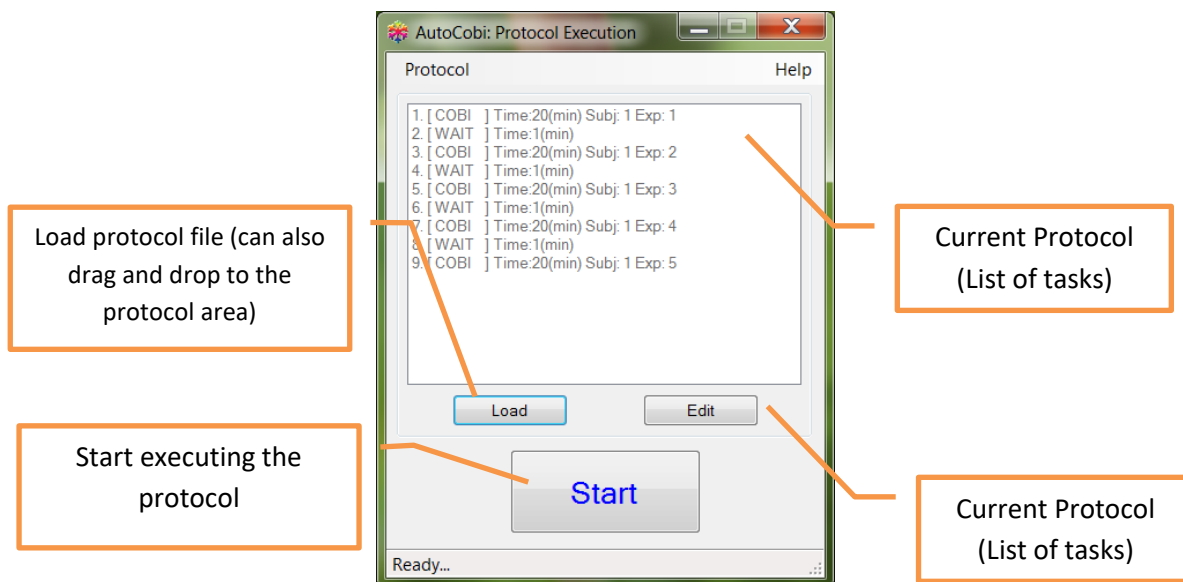 AutoCobi: Protocol Execution
Protocol Help
1. [ COBI ] Time:20(min) Subj: 1 Exp: 1
2. [ WAIT ] Time:1(min)
3. [ COBI ] Time:20(min) Subj: 1 Exp: 2
4. [ WAIT ] Time:1(min)
5. [ COBI ] Time:20(min) Subj: 1 Exp: 3
6. [ WAIT ] Time:1(min)
7. [ COBI ] Time:20(min) Subj: 1 Exp: 4
8. [ WAIT ] Time:1(min)
9. [ COBI ] Time:20(min) Subj: 1 Exp: 5
Load protocol file (can also
drag and drop to the
protocol area)
Current Protocol
(List of tasks)
Load Edit
Start executing the
protocol
Start
Current Protocol
(List of tasks)
Ready...